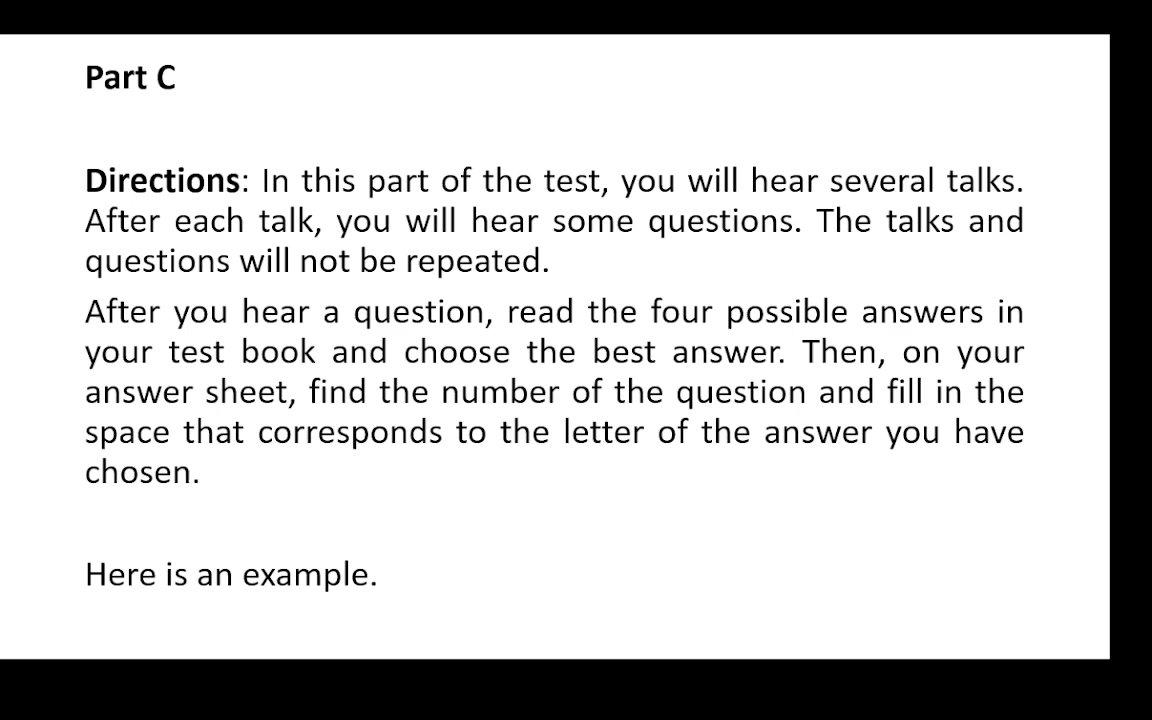 Part C
Directions: In this part of the test, you will hear several talks.
After each talk, you will hear some questions. The talks and
questions will not be repeated.
After you hear a question, read the four possible answers in
your test book and choose the best answer. Then, on your
answer sheet, find the number of the question and fill in the
space that corresponds to the letter of the answer you have
chosen.
Here is an example.